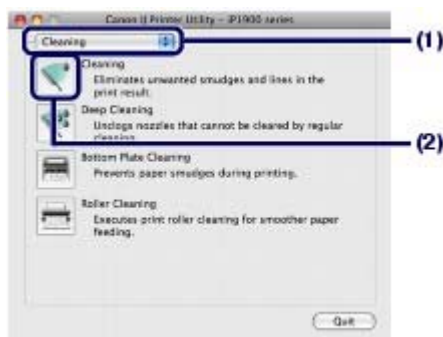 Canon IJ Printer Utility – iP1900 series
Cleaning
(1)
Cleaning
Eliminates unwanted smudges and lines in the
print result.
Deep Cleaning
Unclogs nozzles that cannot be cleared by regular
cleaning.
(2)
Bottom Plate Cleaning
Prevents paper smudges during printing.
Roller Cleaning
Executes print roller cleaning for smoother paper
feeding.
Quit